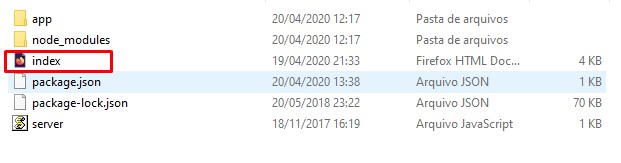 app 20/04/2020 12:17 Pasta de arquivos
node_modules 20/04/2020 12:17 Pasta de arquivos
index 19/04/2020 21:33 Firefox HTML Doc... 4 KB
package.json 20/04/2020 13:38 Arquivo JSON 1 KB
package-lock.json 20/05/2018 23:22 Arquivo JSON 70 KB
server 18/11/2017 16:19 Arquivo JavaScript 1 KB